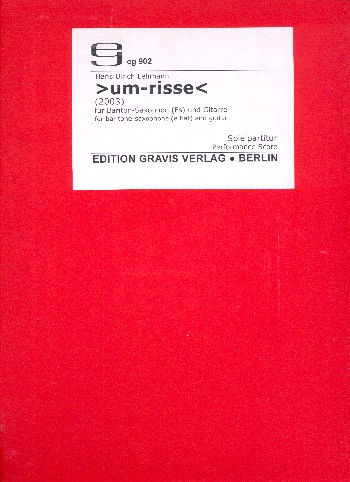 eg 902
Hans Ulrich Lehmann
>um-risse<
(2003)
für Bariton-Saxophon (Es) und Gitarre
for baritone saxophone (e flat) and guitar
Spielpartitur
Performance Score
EDITION GRAVIS VERLAG • BERLIN